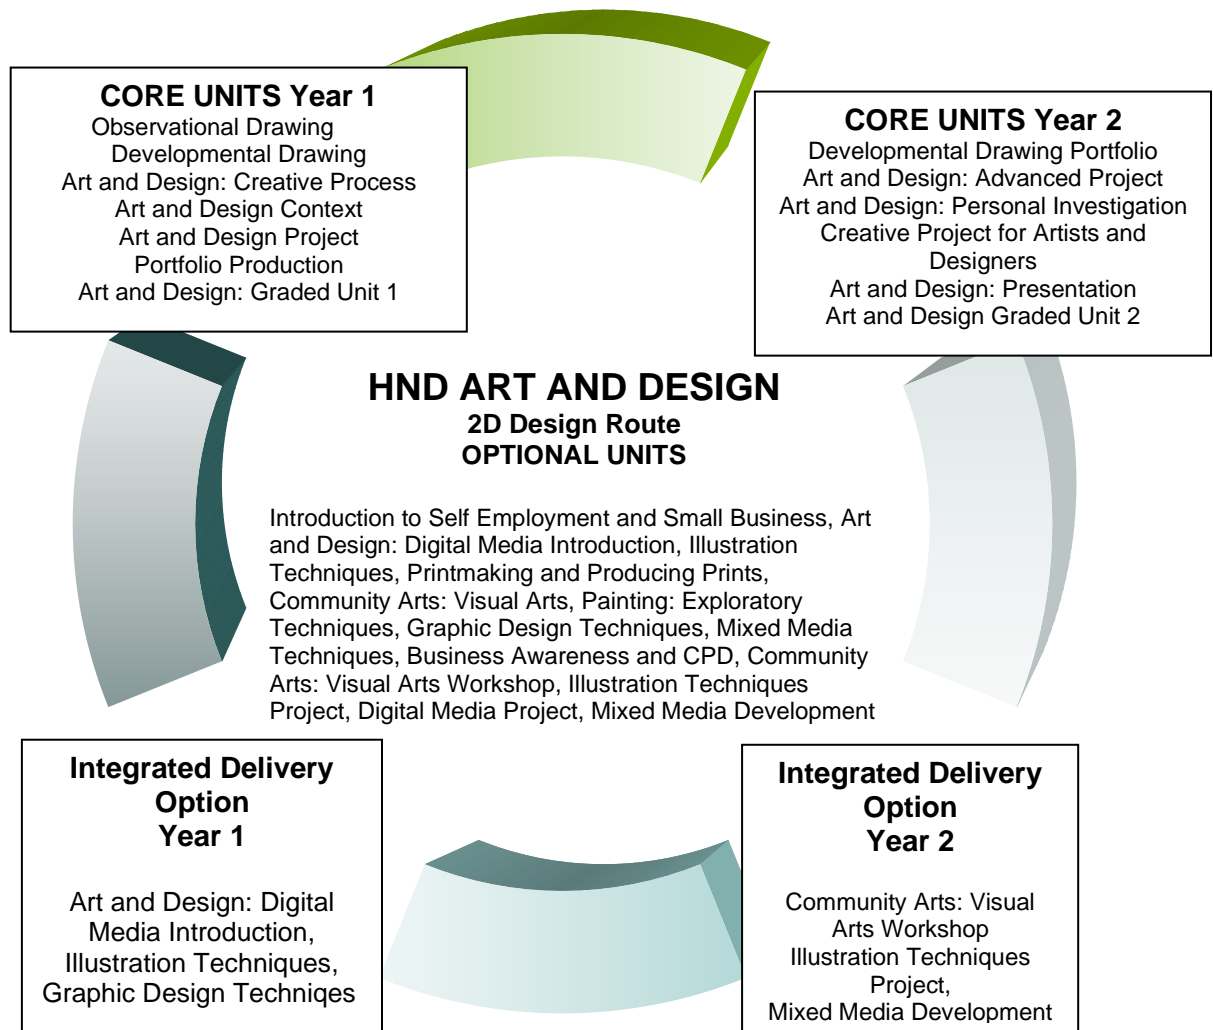 CORE UNITS Year 1
Observational Drawing
Developmental Drawing
Art and Design: Creative Process
Art and Design Context
Art and Design Project
Portfolio Production
Art and Design: Graded Unit 1
CORE UNITS Year 2
Developmental Drawing Portfolio
Art and Design: Advanced Project
Art and Design: Personal Investigation
Creative Project for Artists and
Designers
Art and Design: Presentation
Art and Design Graded Unit 2
HND ART AND DESIGN
2D Design Route
OPTIONAL UNITS
Introduction to Self Employment and Small Business, Art
and Design: Digital Media Introduction, Illustration
Techniques, Printmaking and Producing Prints,
Community Arts: Visual Arts, Painting: Exploratory
Techniques, Graphic Design Techniques, Mixed Media
Techniques, Business Awareness and CPD, Community
Arts: Visual Arts Workshop, Illustration Techniques
Project, Digital Media Project, Mixed Media Development
Integrated Delivery
Option
Year 1
Art and Design: Digital
Media Introduction,
Illustration Techniques,
Graphic Design Techniqes
Integrated Delivery
Option
Year 2
Community Arts: Visual
Arts Workshop
Illustration Techniques
Project,
Mixed Media Development